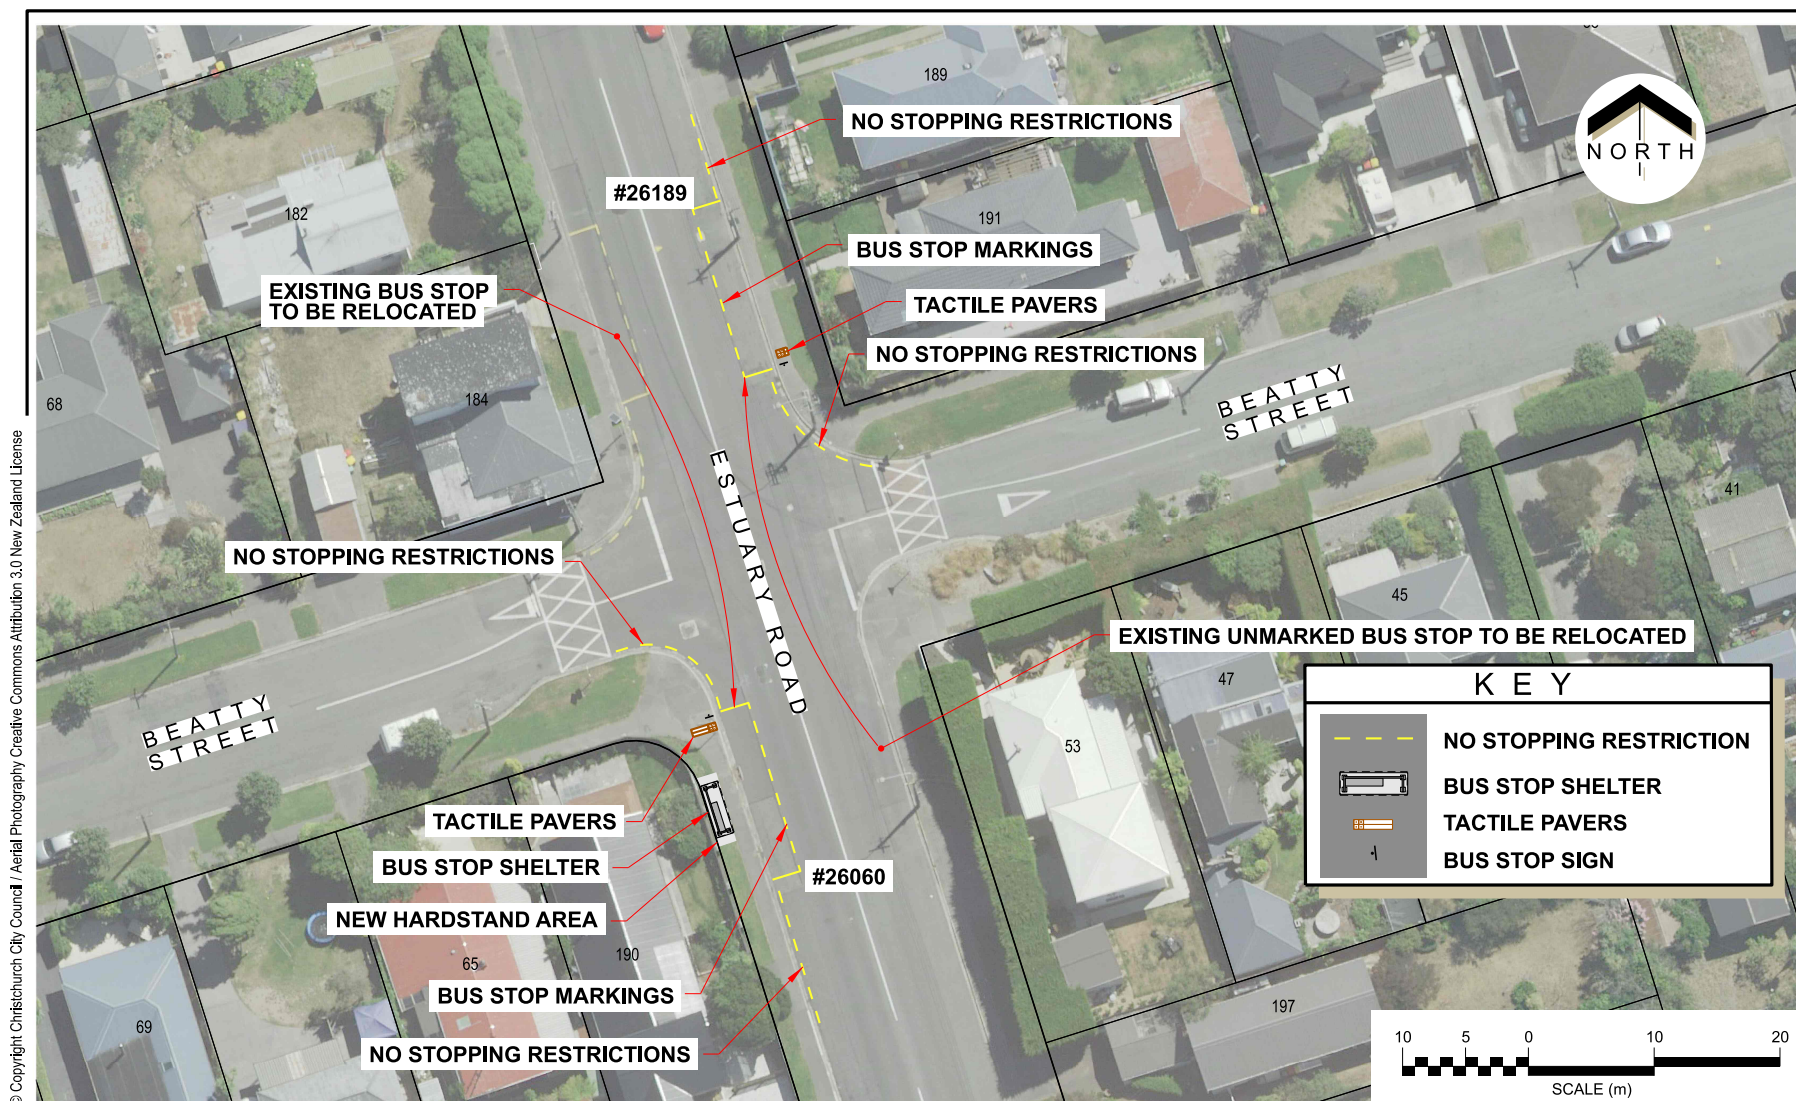 189
NO STOPPING RESTRICTIONS
NORTH
#26189
182
191
BUS STOP MARKINGS
EXISTING BUS STOP
TO BE RELOCATED
TACTILE PAVERS
NO STOPPING RESTRICTIONS
68
184
BEATTY
STREET
ESTUARY ROAD
41
NO STOPPING RESTRICTIONS
45
EXISTING UNMARKED BUS STOP TO BE RELOCATED
47
53
BEATTY
STREET
KEY
NO STOPPING RESTRICTION
BUS STOP SHELTER
TACTILE PAVERS
BUS STOP SIGN
TACTILE PAVERS
BUS STOP SHELTER
#26060
NEW HARDSTAND AREA
190
65
BUS STOP MARKINGS
69
197
NO STOPPING RESTRICTIONS
10 5 0 10 20
SCALE (m)
© Copyright Christchurch City Council / Aerial Photography Creative Commons Attribution 3.0 New Zealand License